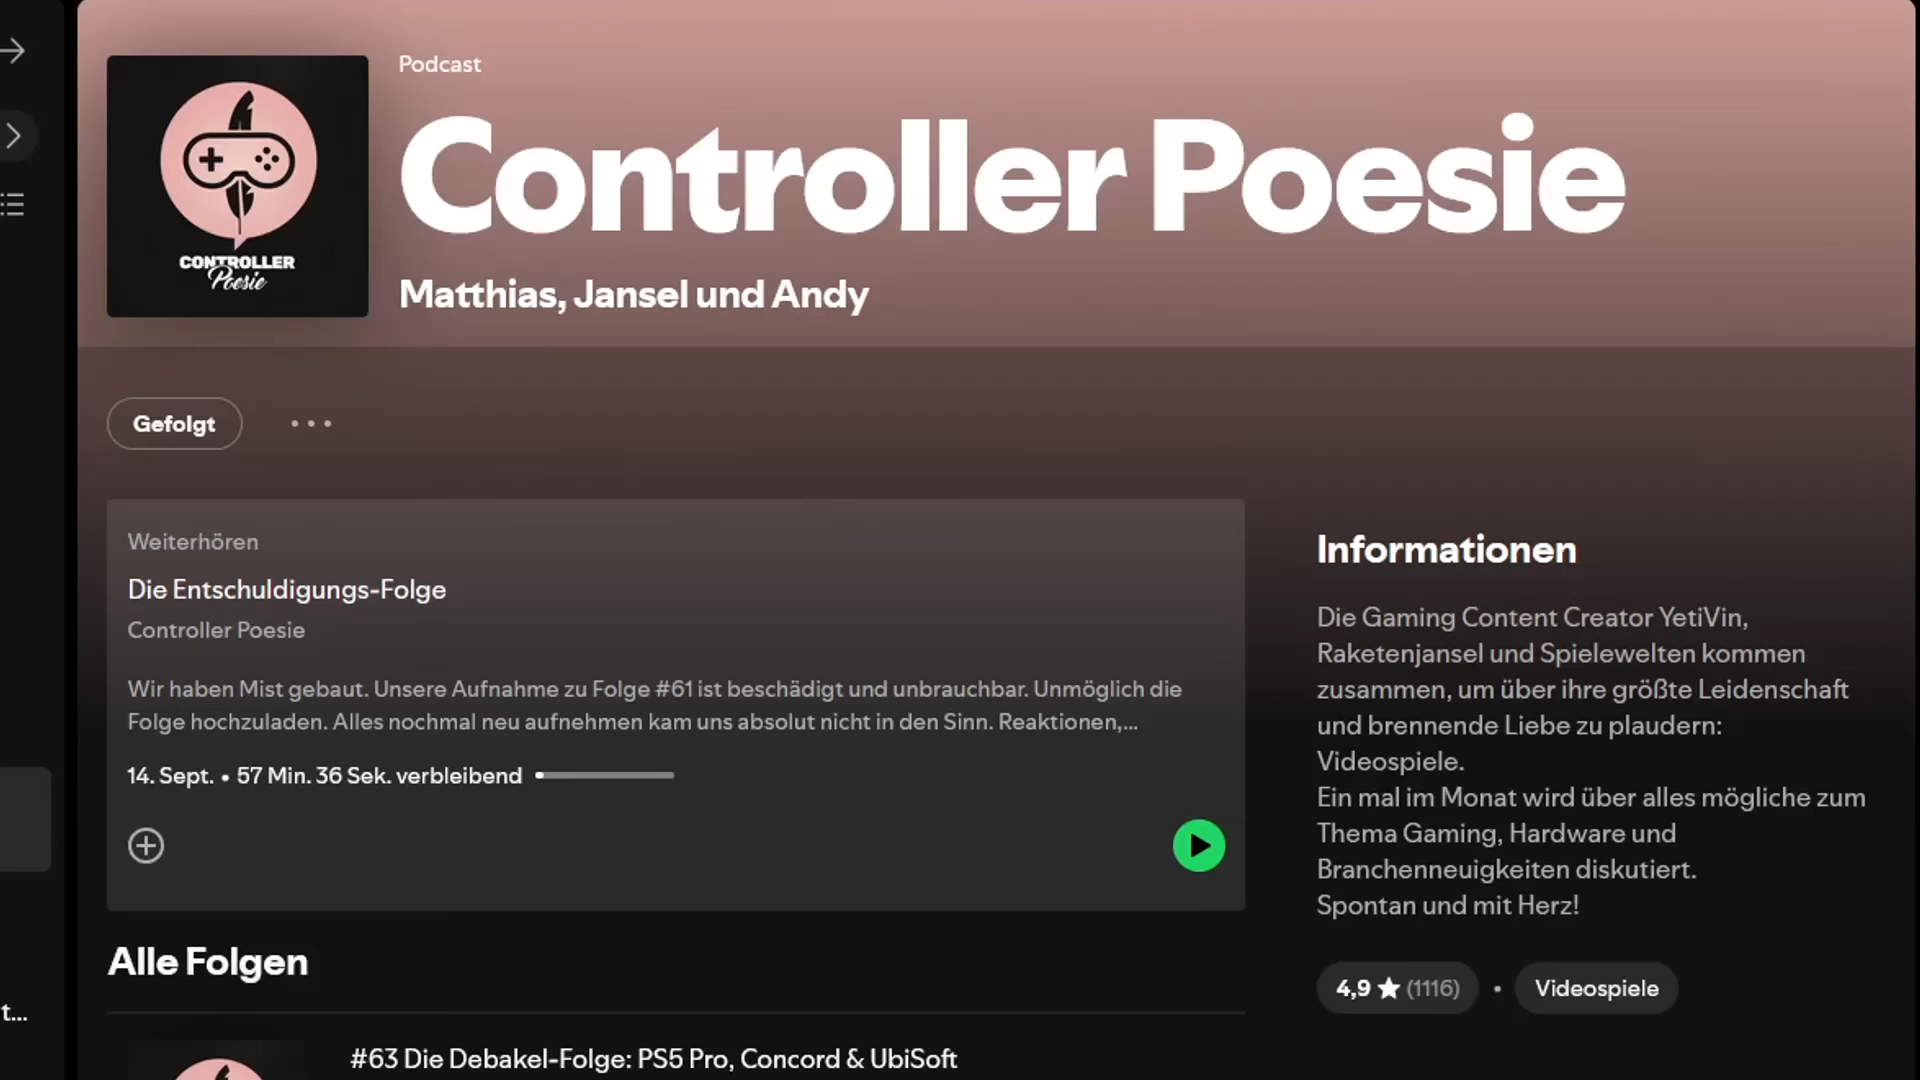 Podcast
Controller Poesie
CONTROLLER
Poesie
Matthias, Jansel und Andy
Gefolgt
Weiterhören
Die Entschuldigungs-Folge
Controller Poesie
Wir haben Mist gebaut. Unsere Aufnahme zu Folge #61 ist beschädigt und unbrauchbar. Unmöglich die
Folge hochzuladen. Alles nochmal neu aufnehmen kam uns absolut nicht in den Sinn. Reaktionen,...
14. Sept. • 57 Min. 36 Sek. verbleibend
Informationen
Die Gaming Content Creator YetiVin,
Raketenjansel und Spielewelten kommen
zusammen, um über ihre größte Leidenschaft
und brennende Liebe zu plaudern:
Videospiele.
Ein mal im Monat wird über alles mögliche zum
Thema Gaming, Hardware und
Branchenneuigkeiten diskutiert.
Spontan und mit Herz!
4,9 ★ (1116) • Videospiele
Alle Folgen
t...
#63 Die Debakel-Folge: PS5 Pro, Concord & UbiSoft